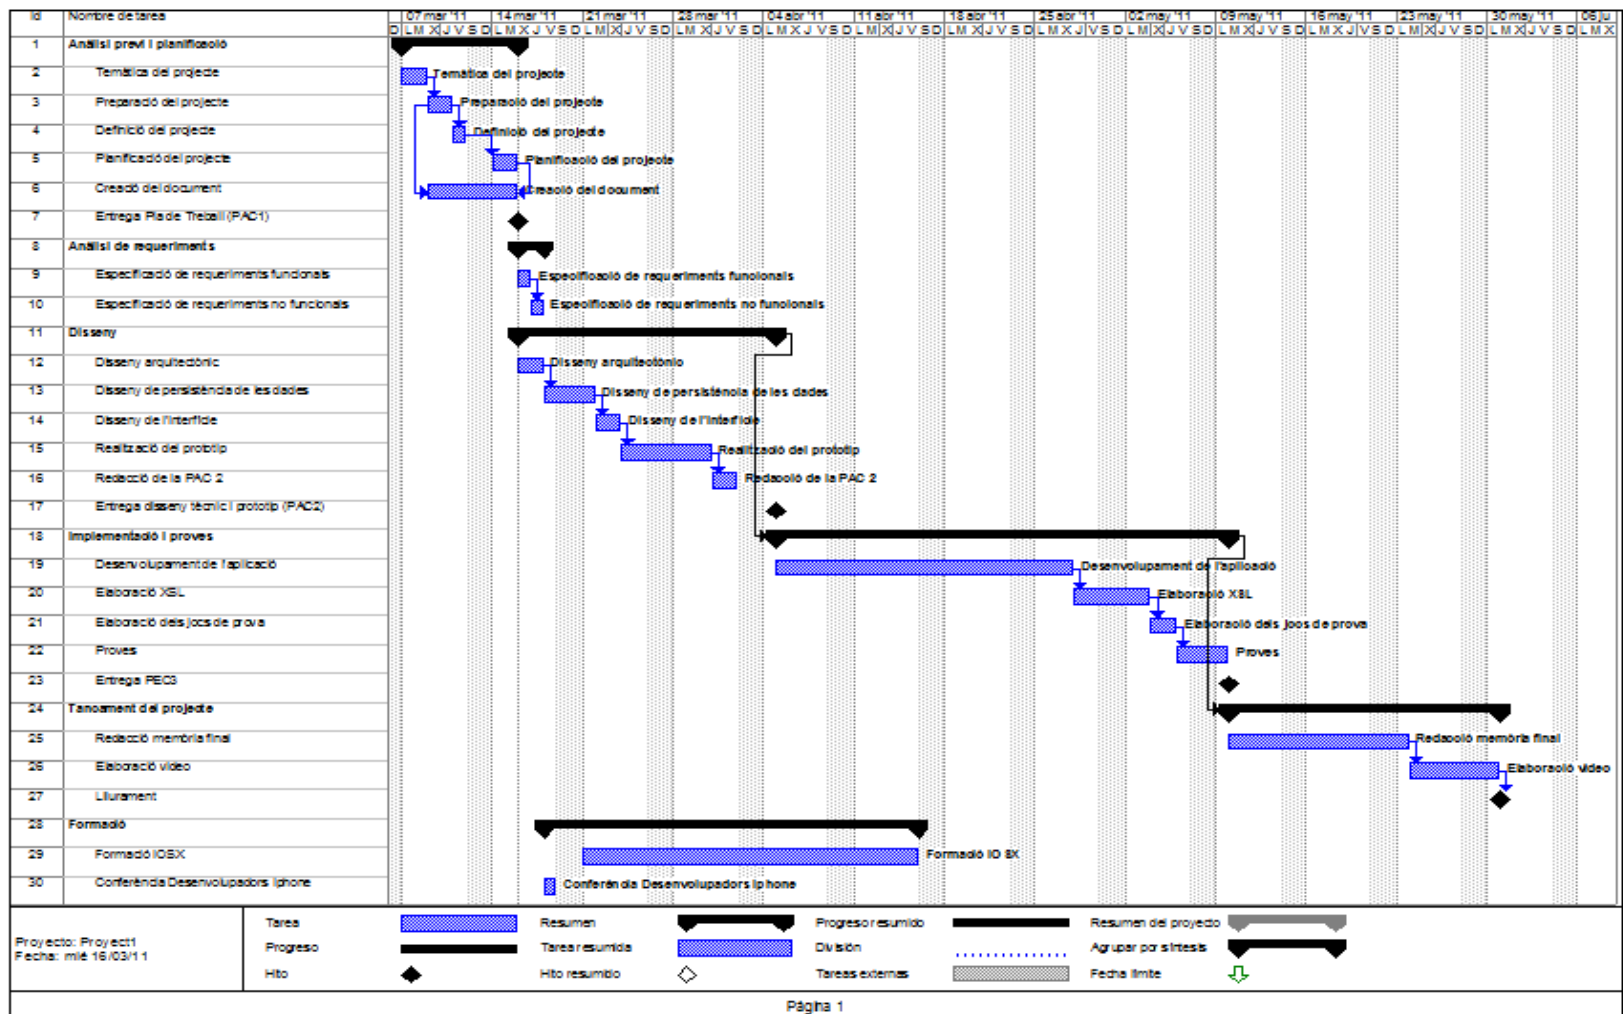 Id Nombre de tarea 07 mar '11 14 mar '11 21 mar '11 28 mar '11 04 abr '11 11 abr '11 18 abr '11 25 abr '11 02 may '11 09 may '11 16 may '11 23 may '11 30 may '11 06 ju
D L M X J V S D L M X J V S D L M X J V S D L M X J V S D L M X J V S D L M X J V S D L M X J V S D L M X J V S D L M X J V S D L M X J V S D L M X J V S D L M X J V S D L M X J V S D L M X
1 Anàlisi previ i planificació
2 Temàtica del projecte Temàtica del projecte
3 Preparació del projecte Preparació del projecte
4 Definició del projecte Definició del projecte
5 Planificació del projecte Planificació del projecte
6 Creació del document Creació del document
7 Entrega Pla de Treball (PAC1)
8 Anàlisi de requeriments
9 Especificació de requeriments funcionals Especificació de requeriments funcionals
10 Especificació de requeriments no funcionals Especificació de requeriments no funcionals
11 Disseny
12 Disseny arquitectònic Disseny arquitectònic
13 Disseny de persistència de les dades Disseny de persistència de les dades
14 Disseny de l'interfície Disseny de l'interfície
15 Realització del prototip Realització del prototip
16 Redacció de la PAC 2 Redacció de la PAC 2
17 Entrega disseny tècnic i prototip (PAC2)
18 Implementació i proves
19 Desenvolupament de l'aplicació Desenvolupament de l'aplicació
20 Elaboració XSL Elaboració XSL
21 Elaboració dels jocs de prova Elaboració dels jocs de prova
22 Proves Proves
23 Entrega PEC3
24 Tancament del projecte
25 Redacció memòria final Redacció memòria final
26 Elaboració vídeo Elaboració vídeo
27 Lliurament
28 Formació
29 Formació IOSX Formació IOSX
30 Conferència Desenvolupadors Iphone Conferència Desenvolupadors Iphone
Proyecto: Proyect1
Fecha: mié 16/03/11
Tarea Resumen Progreso resumido Resumen del proyecto
Progreso Tarea resumida División Agrupar por síntesis
Hito Hito resumido Tareas externas Fecha límite
Página 1